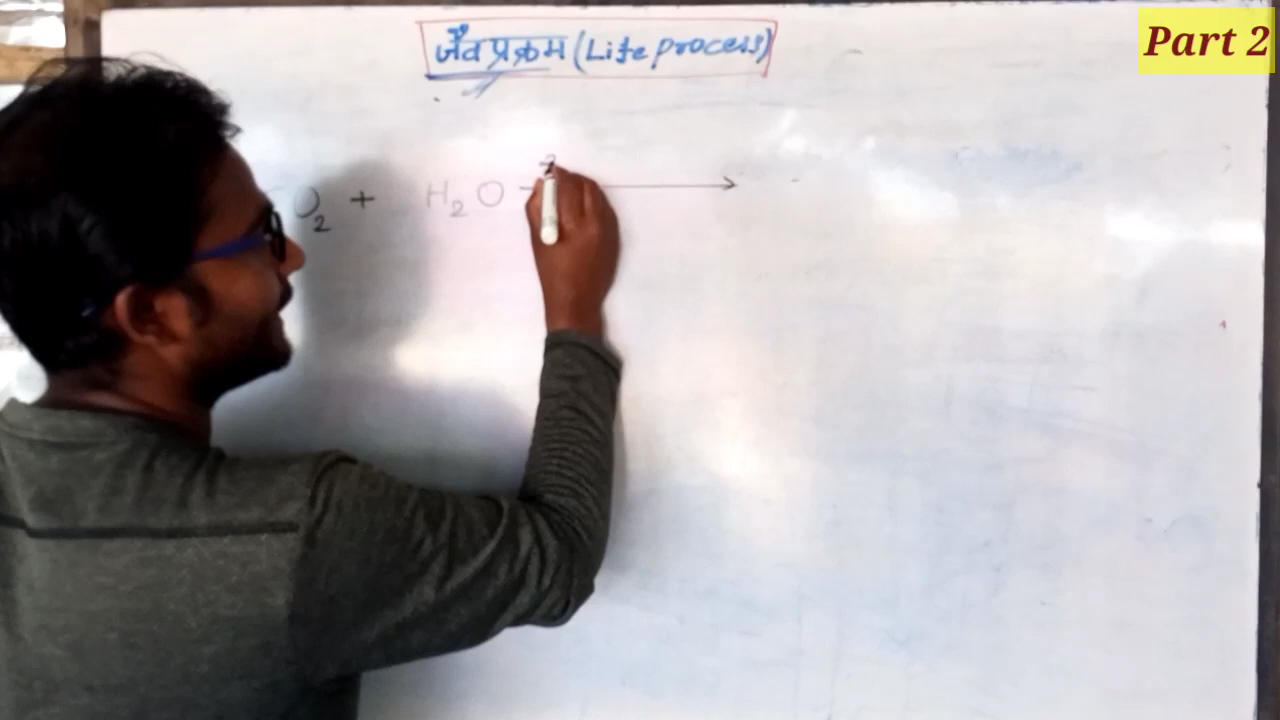 Part 2
जैव प्रक्रम (Life process)
O₂ + H₂O →